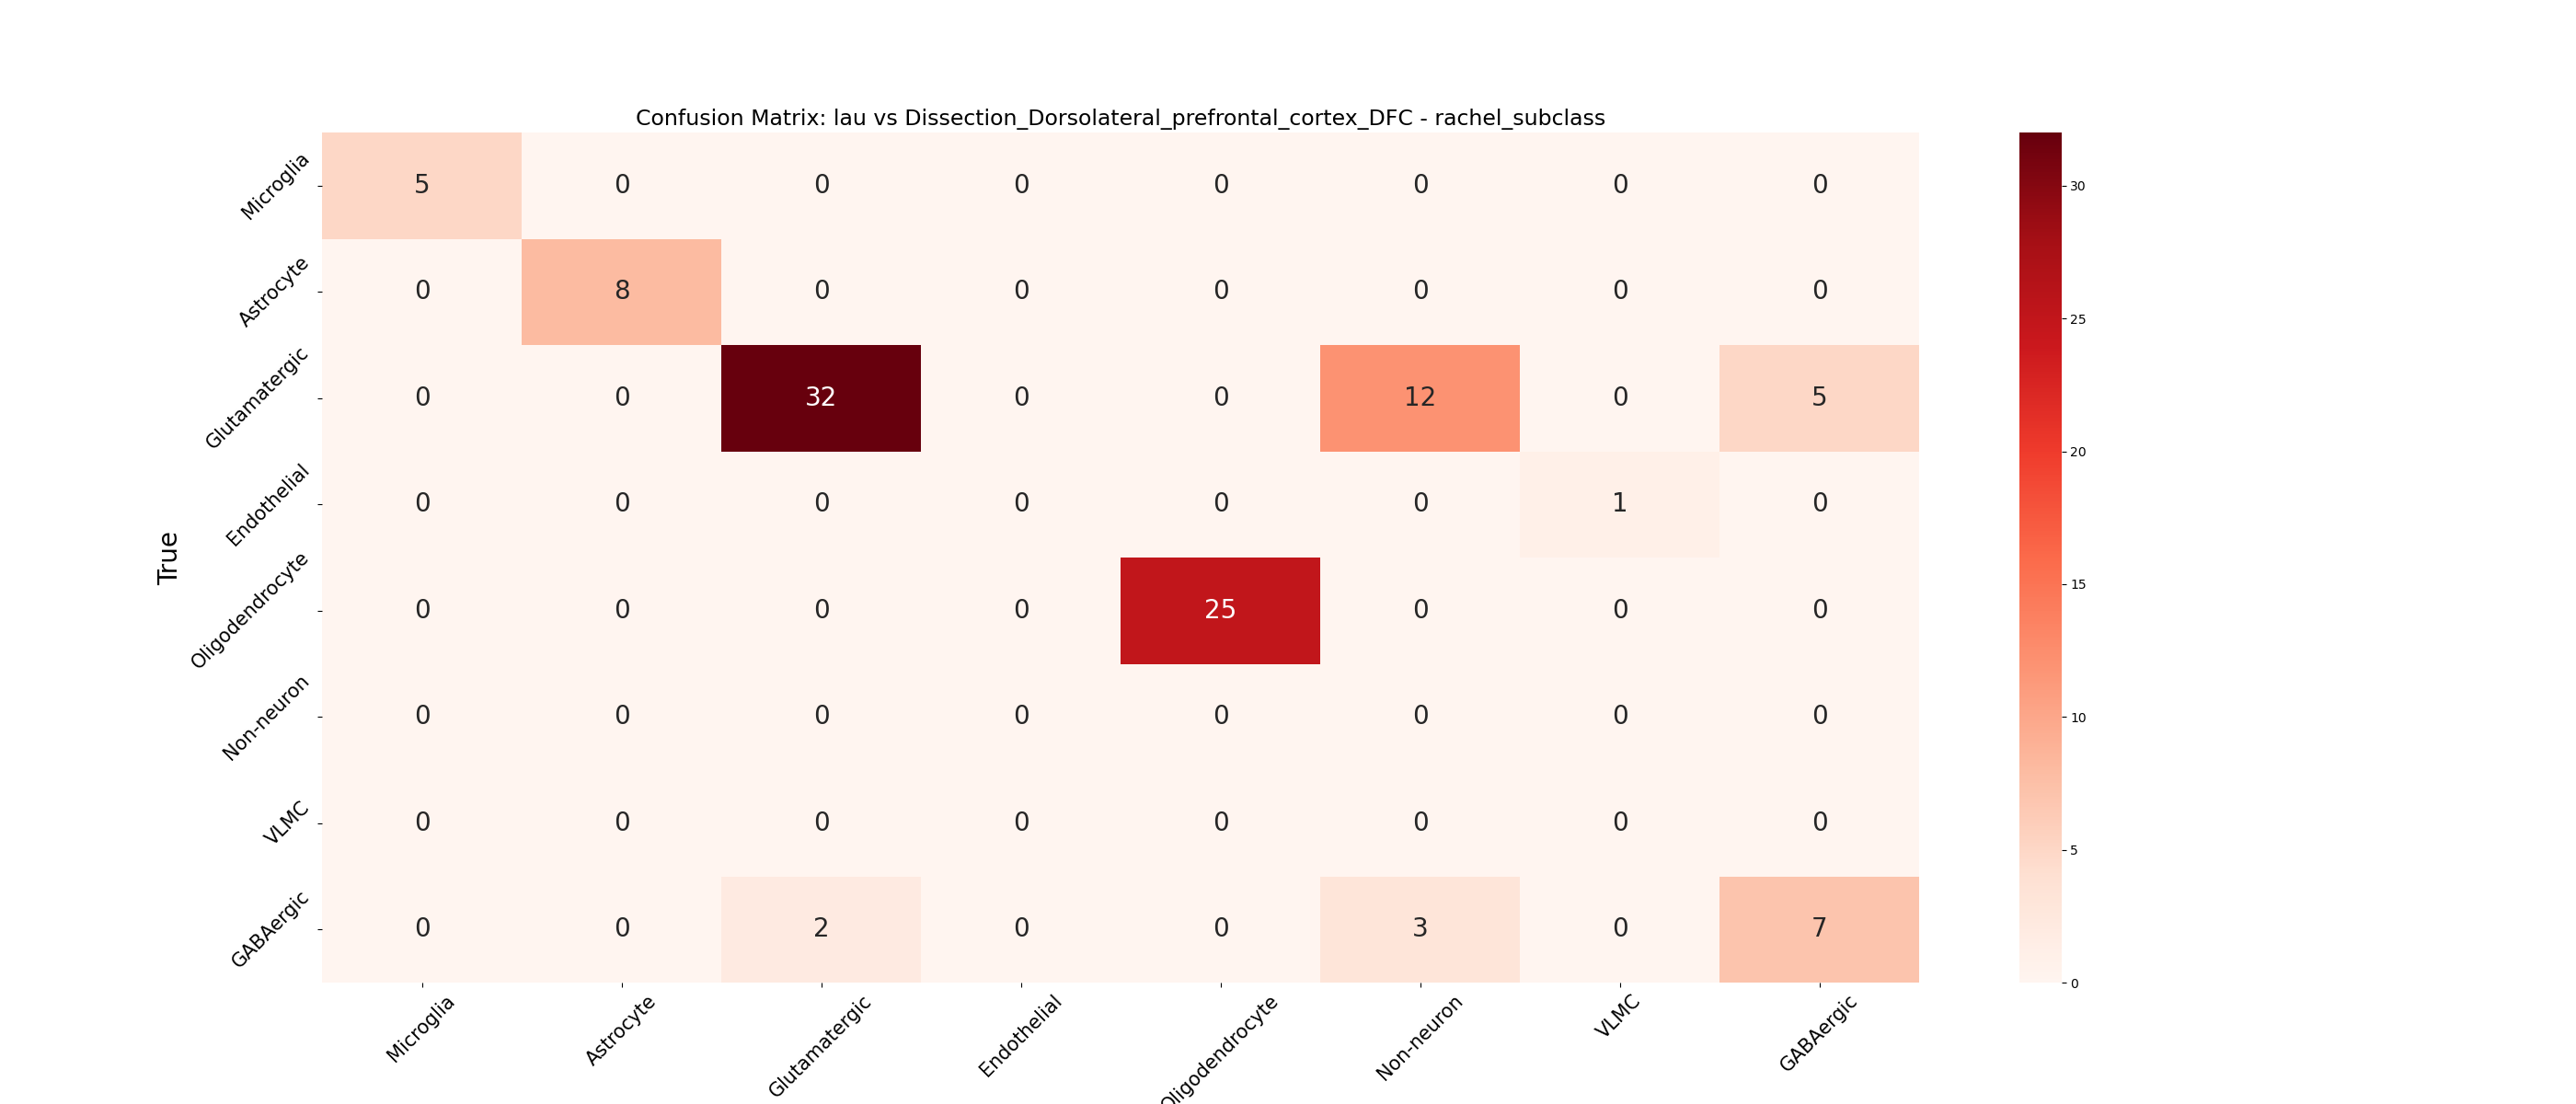 Confusion Matrix: lau vs Dissection_Dorsolateral_prefrontal_cortex_DFC - rachel_subclass
True
Microglia 5 0 0 0 0 0 0 0
Astrocyte 0 8 0 0 0 0 0 0
Glutamatergic 0 0 32 0 0 12 0 5
Endothelial 0 0 0 0 0 0 1 0
Oligodendrocyte 0 0 0 0 25 0 0 0
Non-neuron 0 0 0 0 0 0 0 0
VLMC 0 0 0 0 0 0 0 0
GABAergic 0 0 2 0 0 3 0 7
Microglia Astrocyte Glutamatergic Endothelial Oligodendrocyte Non-neuron VLMC GABAergic
30
25
20
15
10
5
0